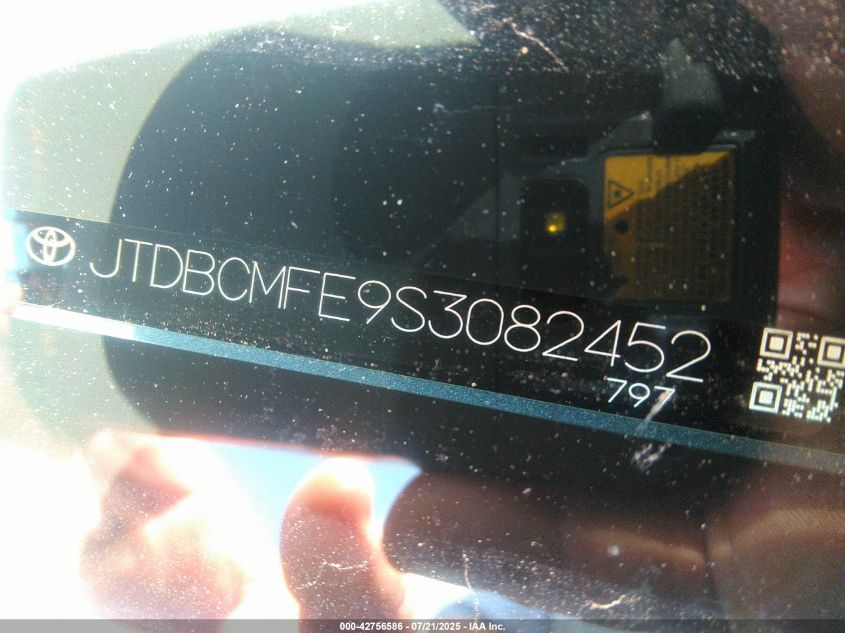 JTDBCMFE9S3082452
797
000-42756586 - 07/21/2025 - IAA Inc.